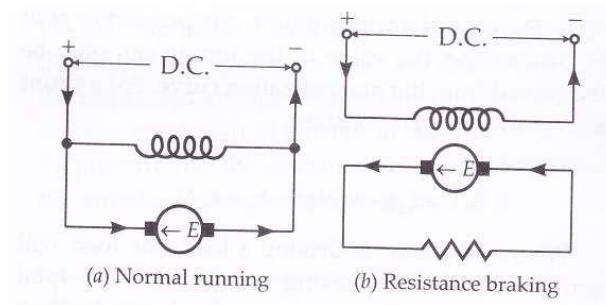 + D.C. −
← E
(a) Normal running
+ D.C.
← E
(b) Resistance braking